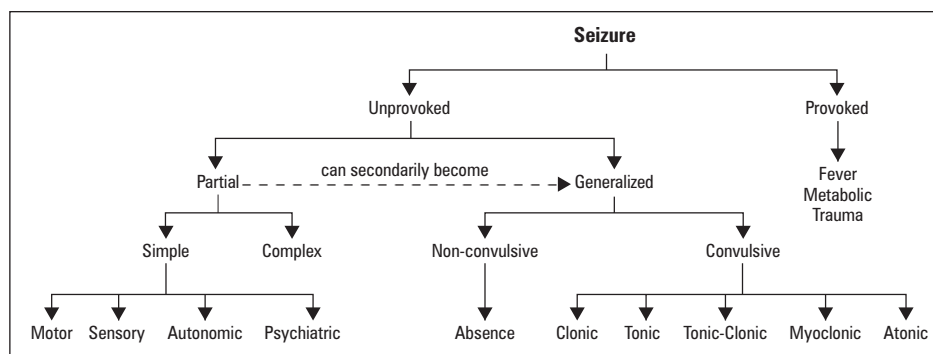 Seizure
Unprovoked
Provoked
can secondarily become
Partial
Generalized
Fever
Metabolic
Trauma
Simple
Complex
Non-convulsive
Convulsive
Motor
Sensory
Autonomic
Psychiatric
Absence
Clonic
Tonic
Tonic-Clonic
Myoclonic
Atonic